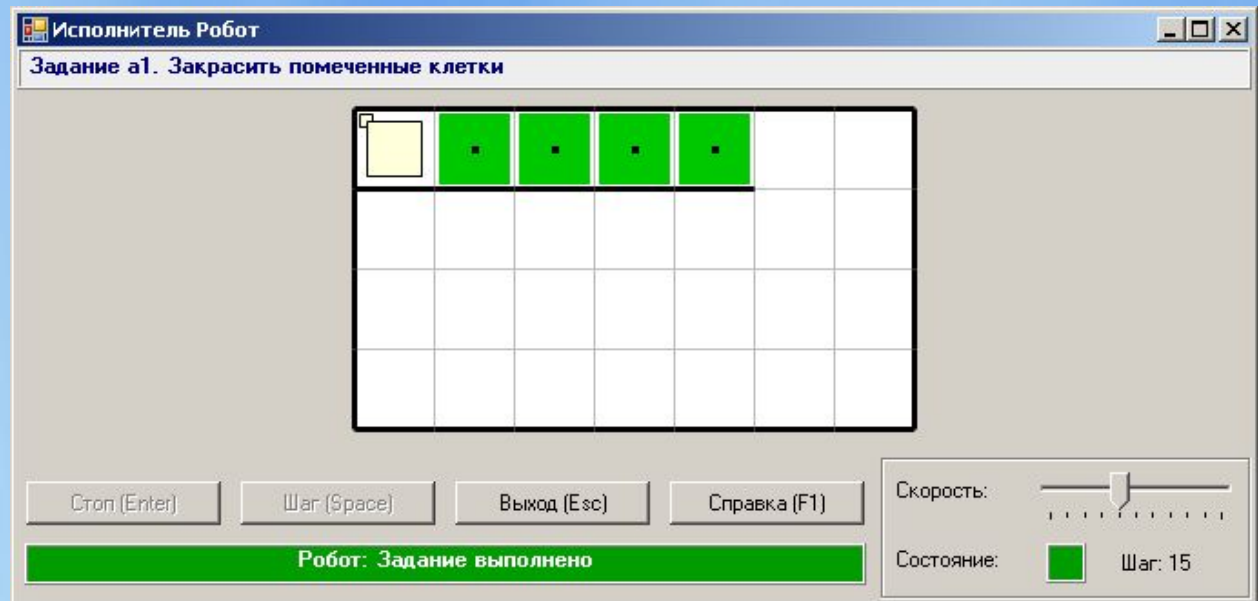 Исполнитель Робот
Задание a1. Закрасить помеченные клетки
Стоп (Enter)
Шаг (Space)
Выход (Esc)
Справка (F1)
Скорость:
Робот: Задание выполнено
Состояние:
Шаг: 15